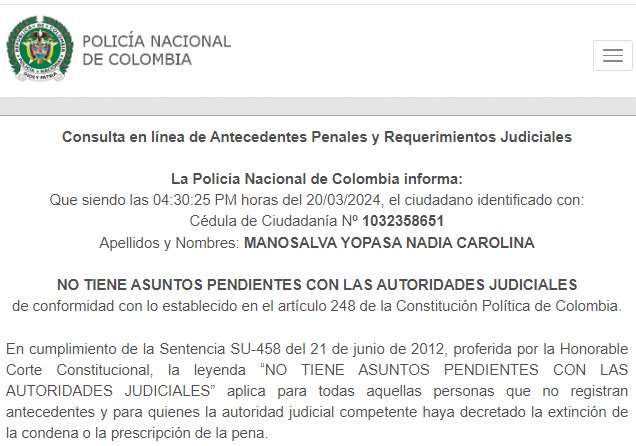 POLICÍA NACIONAL
DE COLOMBIA
Consulta en línea de Antecedentes Penales y Requerimientos Judiciales
La Policía Nacional de Colombia informa:
Que siendo las 04:30:25 PM horas del 20/03/2024, el ciudadano identificado con:
Cédula de Ciudadanía Nº 1032358651
Apellidos y Nombres: MANOSALVA YOPASA NADIA CAROLINA
NO TIENE ASUNTOS PENDIENTES CON LAS AUTORIDADES JUDICIALES
de conformidad con lo establecido en el artículo 248 de la Constitución Política de Colombia.
En cumplimiento de la Sentencia SU-458 del 21 de junio de 2012, proferida por la Honorable
Corte Constitucional, la leyenda “NO TIENE ASUNTOS PENDIENTES CON LAS
AUTORIDADES JUDICIALES” aplica para todas aquellas personas que no registran
antecedentes y para quienes la autoridad judicial competente haya decretado la extinción de
la condena o la prescripción de la pena.